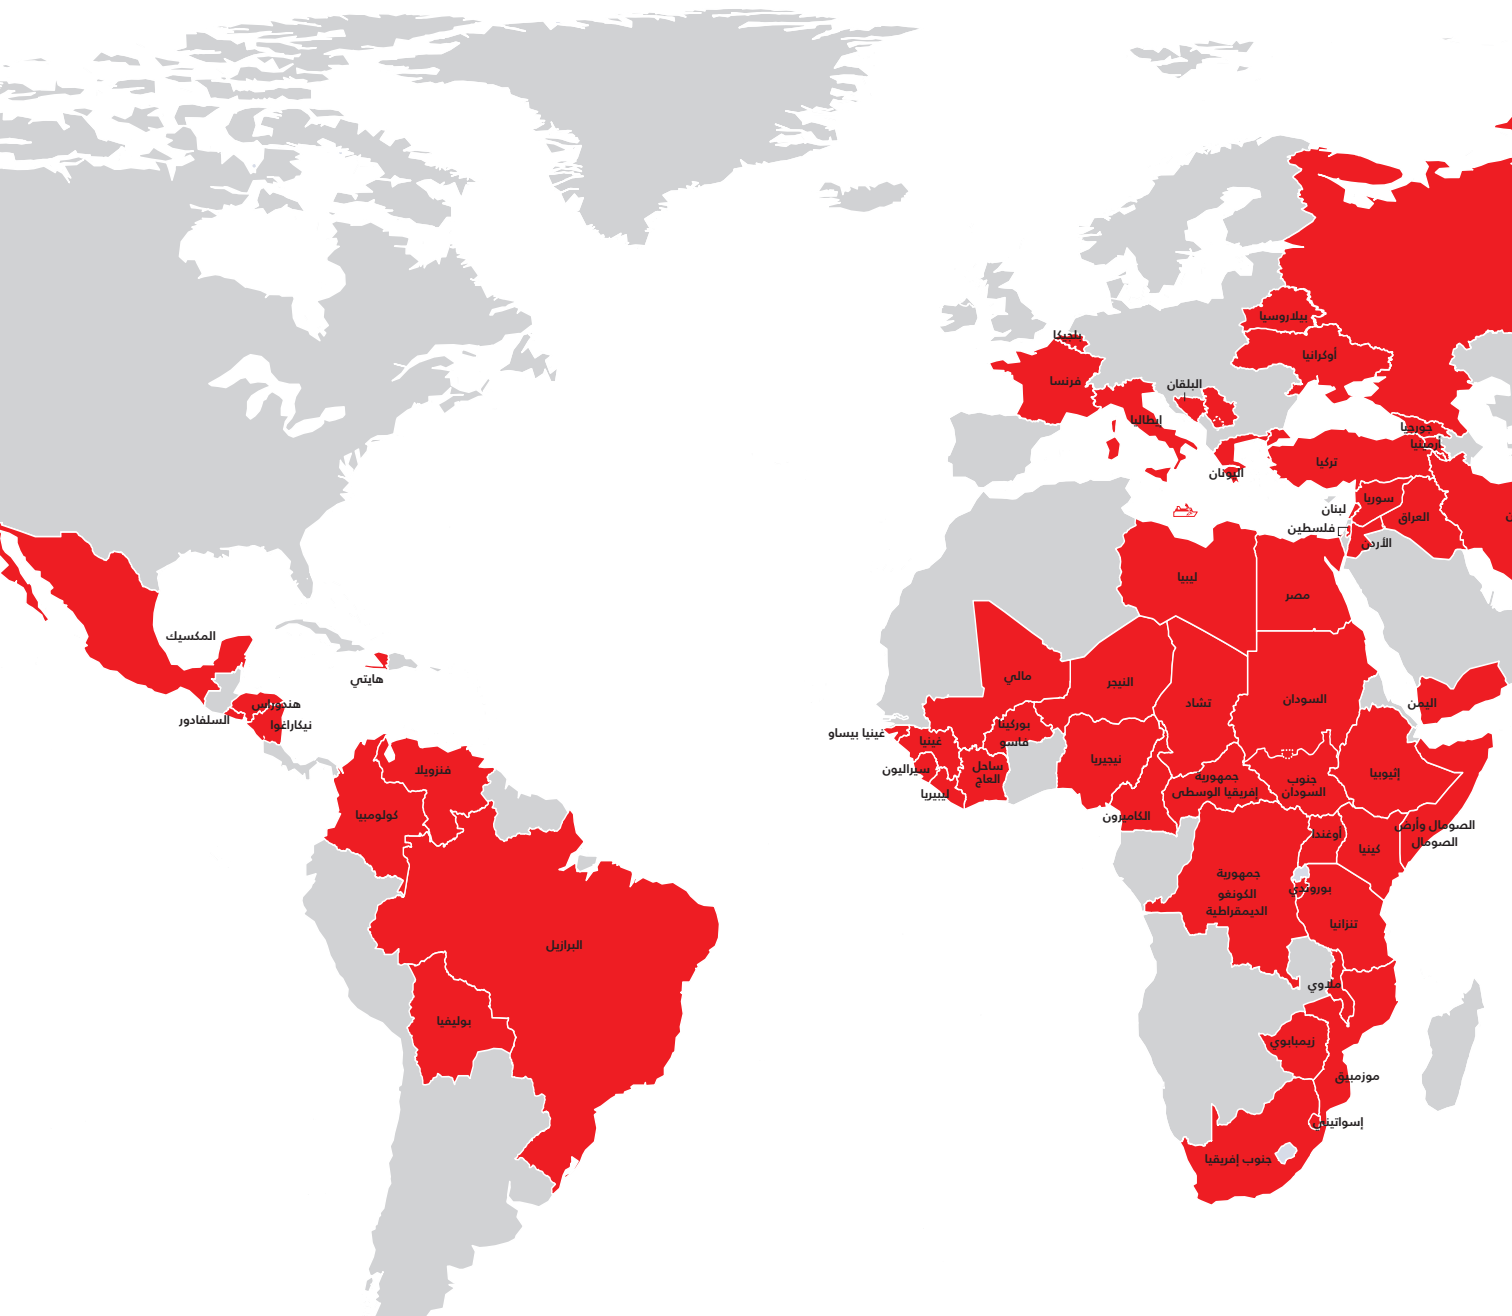 بيلاروسيا
بلجيكا
أوكرانيا
فرنسا
البلقان
إيطاليا
جورجيا
أرمينيا
تركيا
اليونان
سوريا
لبنان
العراق
فلسطين
الأردن
ليبيا
مصر
المكسيك
هايتي
مالي
النيجر
تشاد
السودان
اليمن
هندوراس
السلفادور
نيكاراغوا
غينيا بيساو
غينيا
بوركينا
فاسو
سيراليون
ساحل
العاج
ليبيريا
نيجيريا
جمهورية
إفريقيا الوسطى
جنوب
السودان
إثيوبيا
فنزويلا
كولومبيا
الكاميرون
أوغندا
كينيا
الصومال وأرض
الصومال
جمهورية
الكونغو
الديمقراطية
بوروندي
تنزانيا
البرازيل
ملاوي
بوليفيا
زيمبابوي
موزمبيق
إسواتيني
جنوب إفريقيا